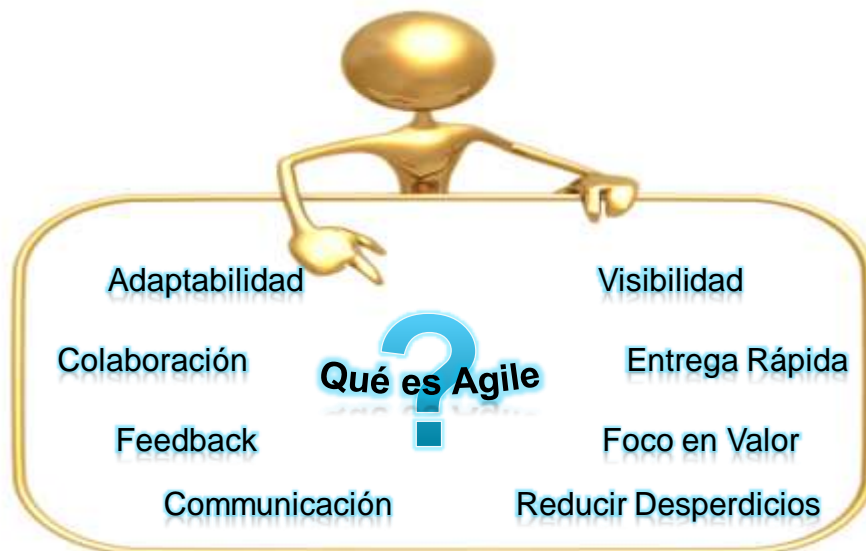 Adaptabilidad
Visibilidad
Colaboración
?
Qué es Agile
Entrega Rápida
Feedback
Foco en Valor
Communicación
Reducir Desperdicios